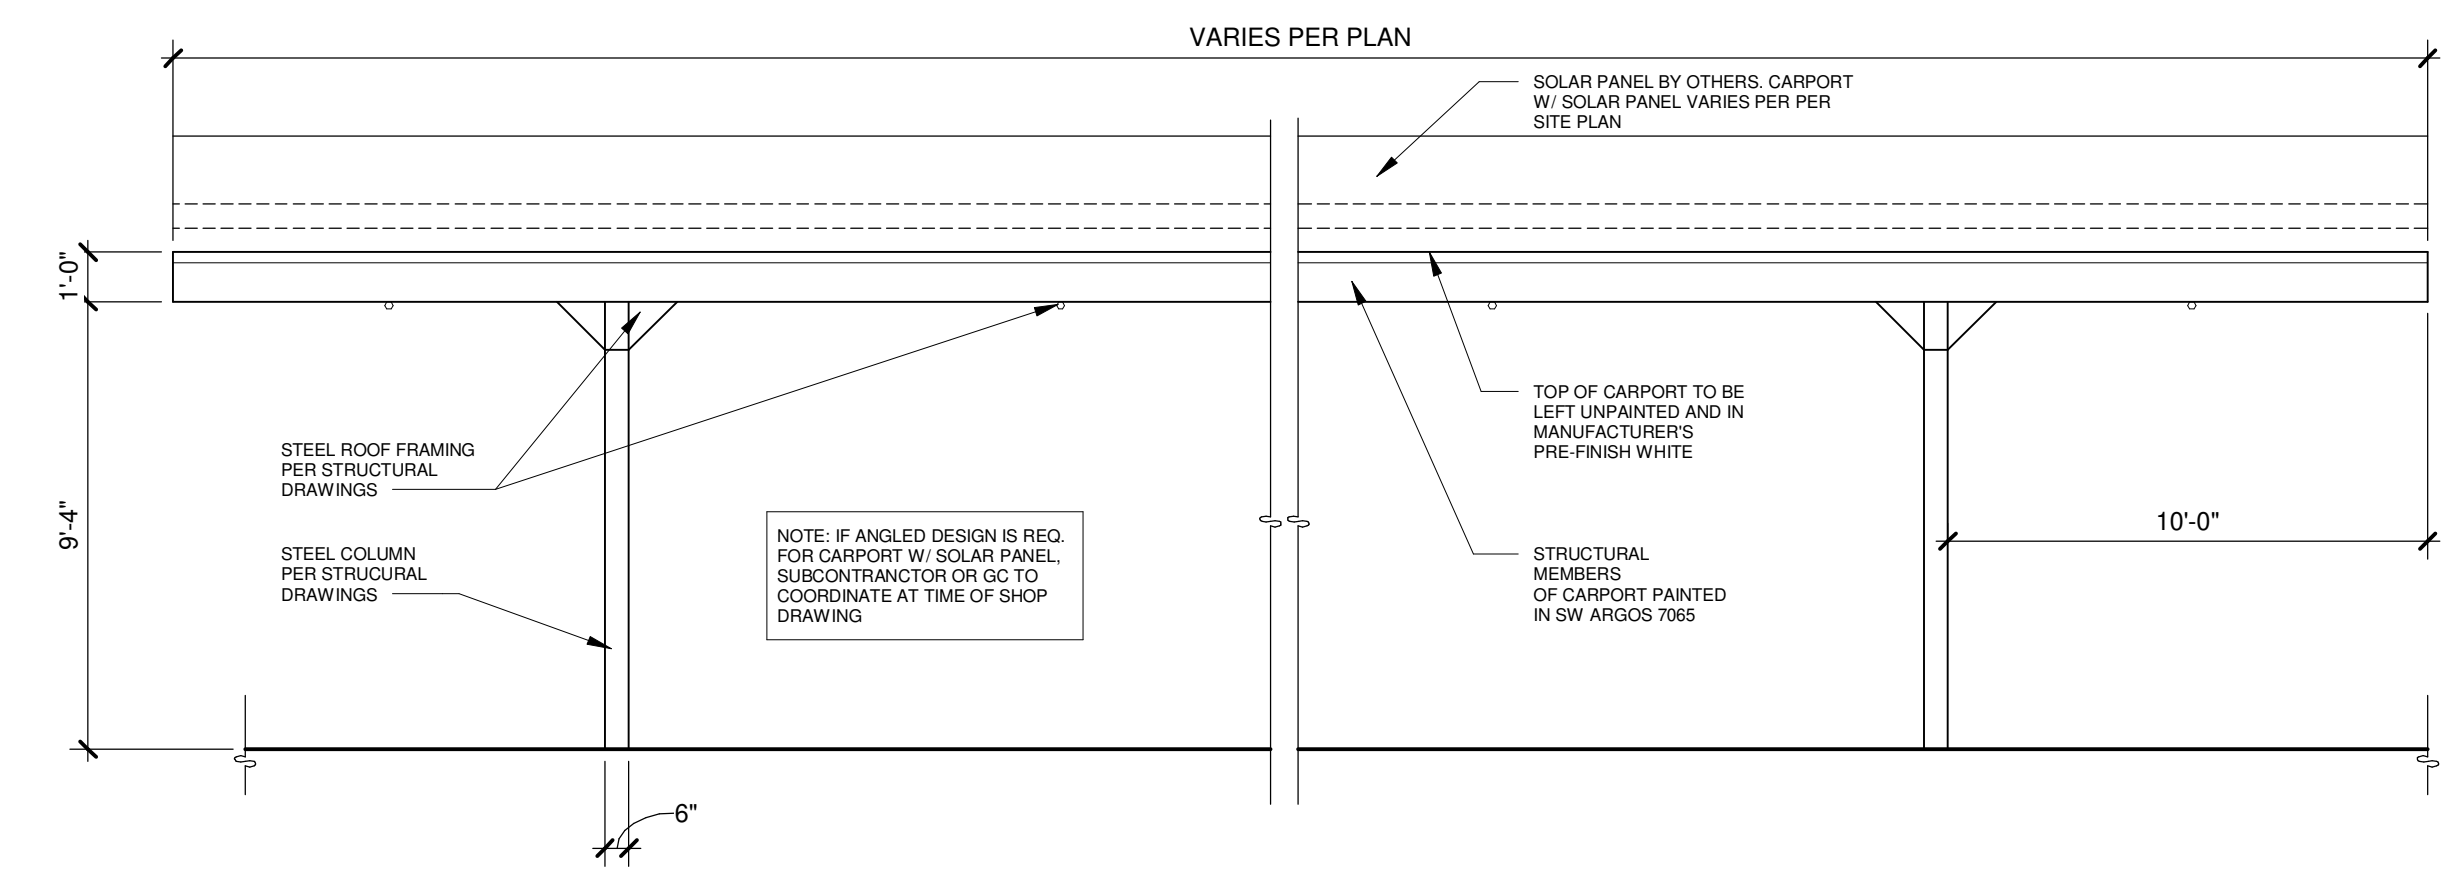 VARIES PER PLAN
SOLAR PANEL BY OTHERS. CARPORT
W/ SOLAR PANEL VARIES PER PER
SITE PLAN
1'-0"
9'-4"
STEEL ROOF FRAMING
PER STRUCTURAL
DRAWINGS
STEEL COLUMN
PER STRUCURAL
DRAWINGS
NOTE: IF ANGLED DESIGN IS REQ.
FOR CARPORT W/ SOLAR PANEL,
SUBCONTRANCTOR OR GC TO
COORDINATE AT TIME OF SHOP
DRAWING
TOP OF CARPORT TO BE
LEFT UNPAINTED AND IN
MANUFACTURER'S
PRE-FINISH WHITE
STRUCTURAL
MEMBERS
OF CARPORT PAINTED
IN SW ARGOS 7065
10'-0"
6"